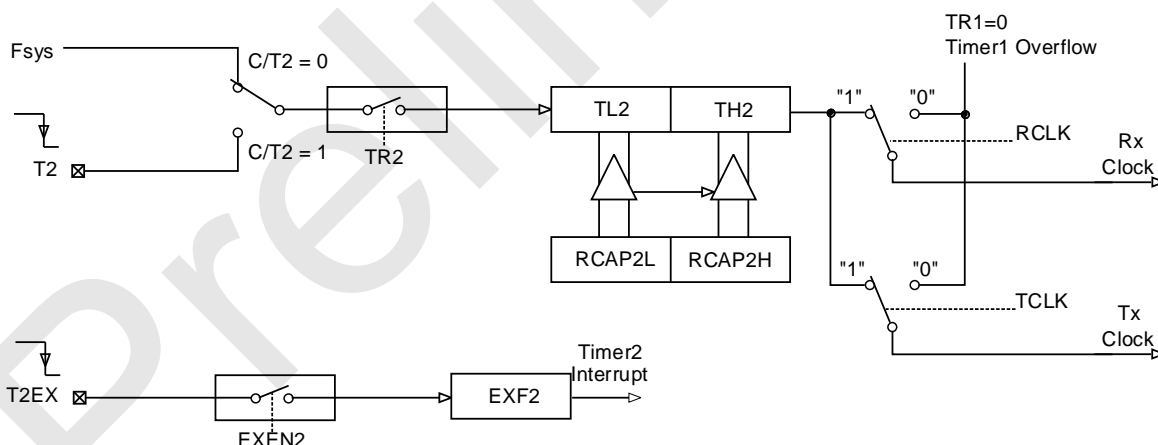 TR1=0
Timer1 Overflow
Fsys
C/T2 = 0
TL2
TH2
"1"
"0"
RCLK
Rx
Clock
T2
C/T2 = 1
TR2
RCAP2L
RCAP2H
"1"
"0"
TCLK
Tx
Clock
Timer2
Interrupt
T2EX
EXF2
EXEN2
Preli